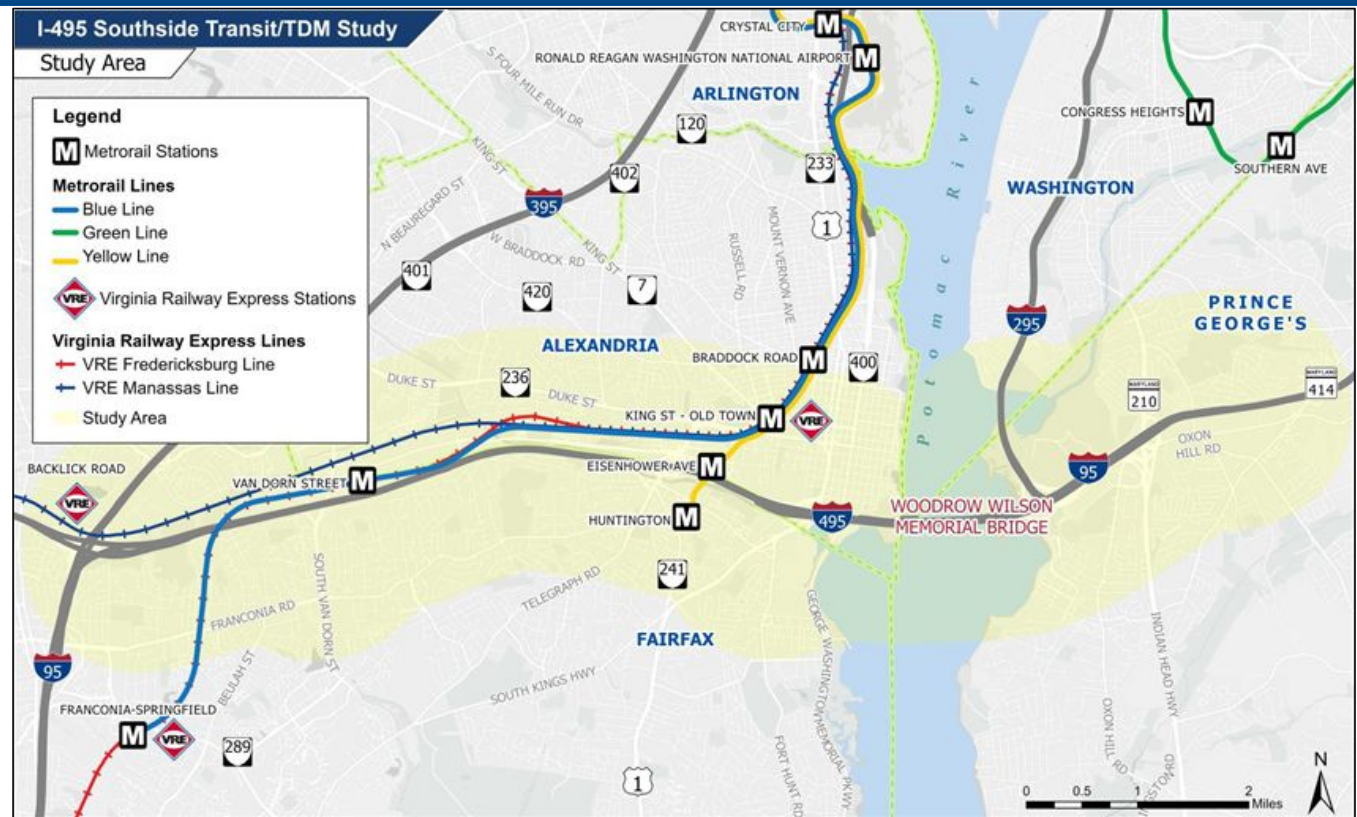 I-495 Southside Transit/TDM Study
Study Area
Legend
M Metrorail Stations
Metrorail Lines
Blue Line
Green Line
Yellow Line
VRE Virginia Railway Express Stations
Virginia Railway Express Lines
VRE Fredericksburg Line
VRE Manassas Line
Study Area
CRYSTAL CITY M
RONALD REAGAN WASHINGTON NATIONAL AIRPORT M
S FOUR MILE RUN DR
ARLINGTON
CONGRESS HEIGHTS M
120
KING ST
402
233
M
SOUTHERN AVE
WASHINGTON
395
N BEAUREGARD ST
KING ST
W BRADDOCK RD
RUSSELL RD
MOUNT VERNON AVE
1
Potomac River
401
420
7
295
PRINCE
GEORGE'S
ALEXANDRIA
BRADDOCK ROAD M
400
DUKE ST
236
DUKE ST
MARYLAND
210
MARYLAND
414
KING ST - OLD TOWN M
VRE
OXON
HILL RD
BACKLICK ROAD
VRE
VAN DORN STREET M
EISENHOWER AVE M
95
HUNTINGTON M
495
WOODROW WILSON
MEMORIAL BRIDGE
SOUTH VAN DORN ST
TELEGRAPH RD
241
FRANCONIA RD
FAIRFAX
GEORGE WASHINGTON MEMORIAL PKWY
INDIAN HEAD HWY
95
BEULAH ST
SOUTH KINGS HWY
FRANCONIA-SPRINGFIELD
M VRE
289
1
FORT HUNT RD
OXON HILL RD
N
0 0.5 1 2
Miles